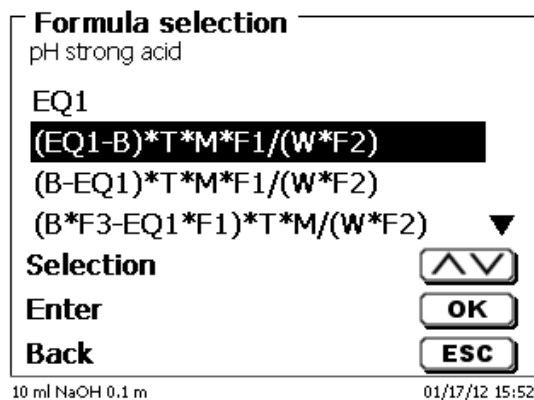 Formula selection
pH strong acid
EQ1
(EQ1-B)*T*M*F1/(W*F2)
(B-EQ1)*T*M*F1/(W*F2)
(B*F3-EQ1*F1)*T*M/(W*F2)
Selection
Enter OK
Back ESC
10 ml NaOH 0.1 m 01/17/12 15:52